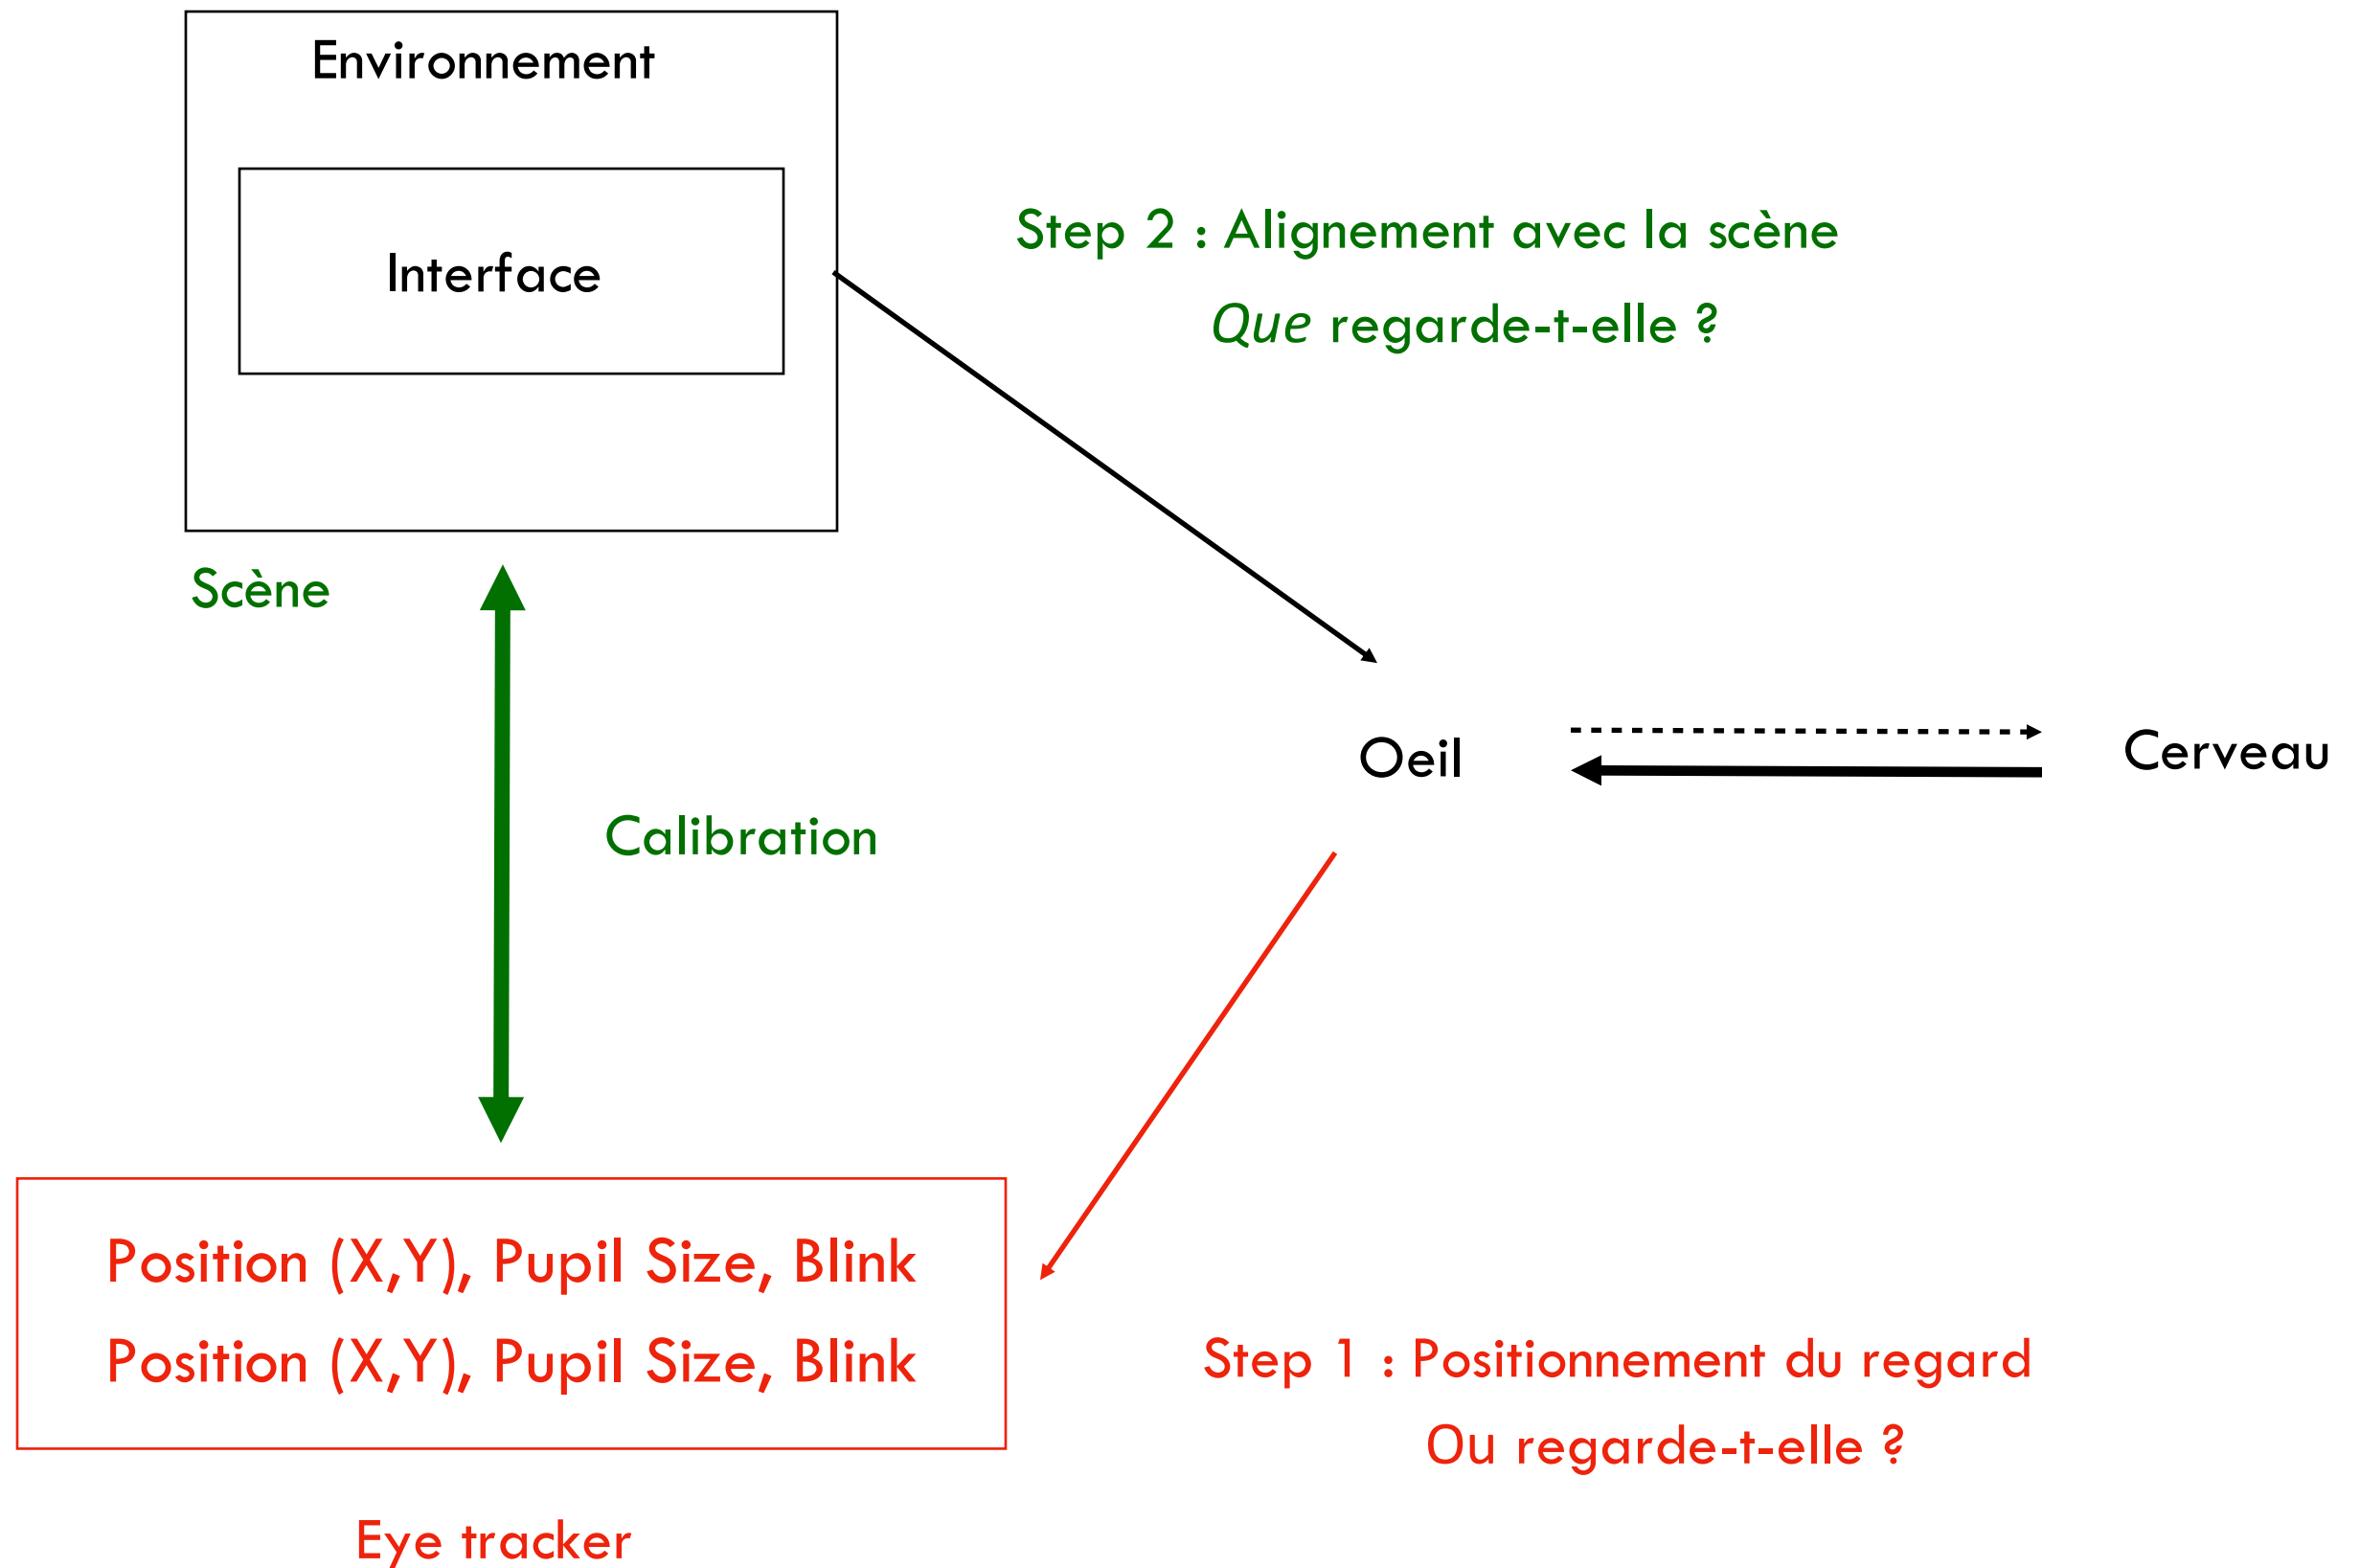 Environnement
Interface
Step 2 : Alignement avec la scène
Que regarde-t-elle ?
Scène
Calibration
Oeil
Cerveau
Position (X,Y), Pupil Size, Blink
Position (X,Y), Pupil Size, Blink
Step 1 : Positionnement du regard
Ou regarde-t-elle ?
Eye tracker